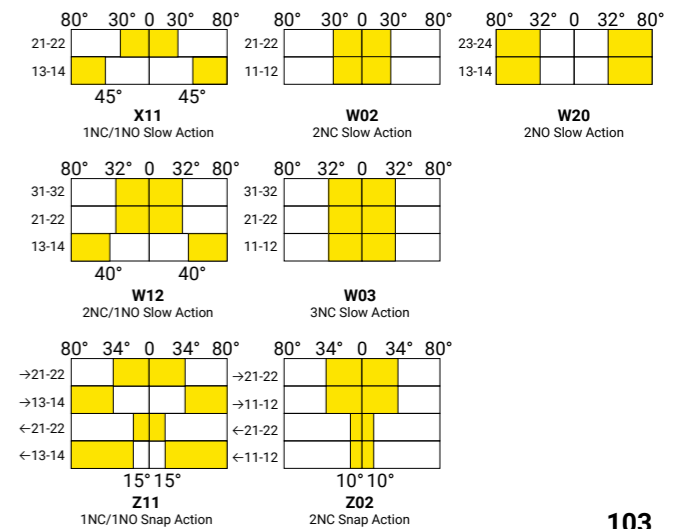 80° 30° 0 30° 80°
21-22
13-14
45° 45°
X11
1NC/1NO Slow Action
80° 30° 0 30° 80°
21-22
11-12
W02
2NC Slow Action
80° 32° 0 32° 80°
23-24
13-14
W20
2NO Slow Action
80° 32° 0 32° 80°
31-32
21-22
13-14
40° 40°
W12
2NC/1NO Slow Action
80° 32° 0 32° 80°
31-32
21-22
11-12
W03
3NC Slow Action
80° 34° 0 34° 80°
→21-22
→13-14
←21-22
←13-14
15° 15°
Z11
1NC/1NO Snap Action
80° 34° 0 34° 80°
→21-22
→11-12
←21-22
←11-12
10° 10°
Z02
2NC Snap Action
103